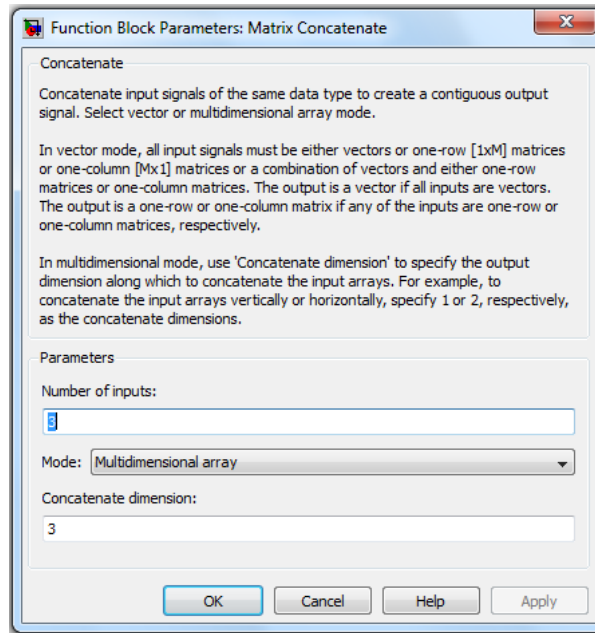 Function Block Parameters: Matrix Concatenate
Concatenate
Concatenate input signals of the same data type to create a contiguous output
signal. Select vector or multidimensional array mode.
In vector mode, all input signals must be either vectors or one-row [1xM] matrices
or one-column [Mx1] matrices or a combination of vectors and either one-row
matrices or one-column matrices. The output is a vector if all inputs are vectors.
The output is a one-row or one-column matrix if any of the inputs are one-row or
one-column matrices, respectively.
In multidimensional mode, use 'Concatenate dimension' to specify the output
dimension along which to concatenate the input arrays. For example, to
concatenate the input arrays vertically or horizontally, specify 1 or 2, respectively,
as the concatenate dimensions.
Parameters
Number of inputs:
3
Mode: Multidimensional array
Concatenate dimension:
3
OK Cancel Help Apply